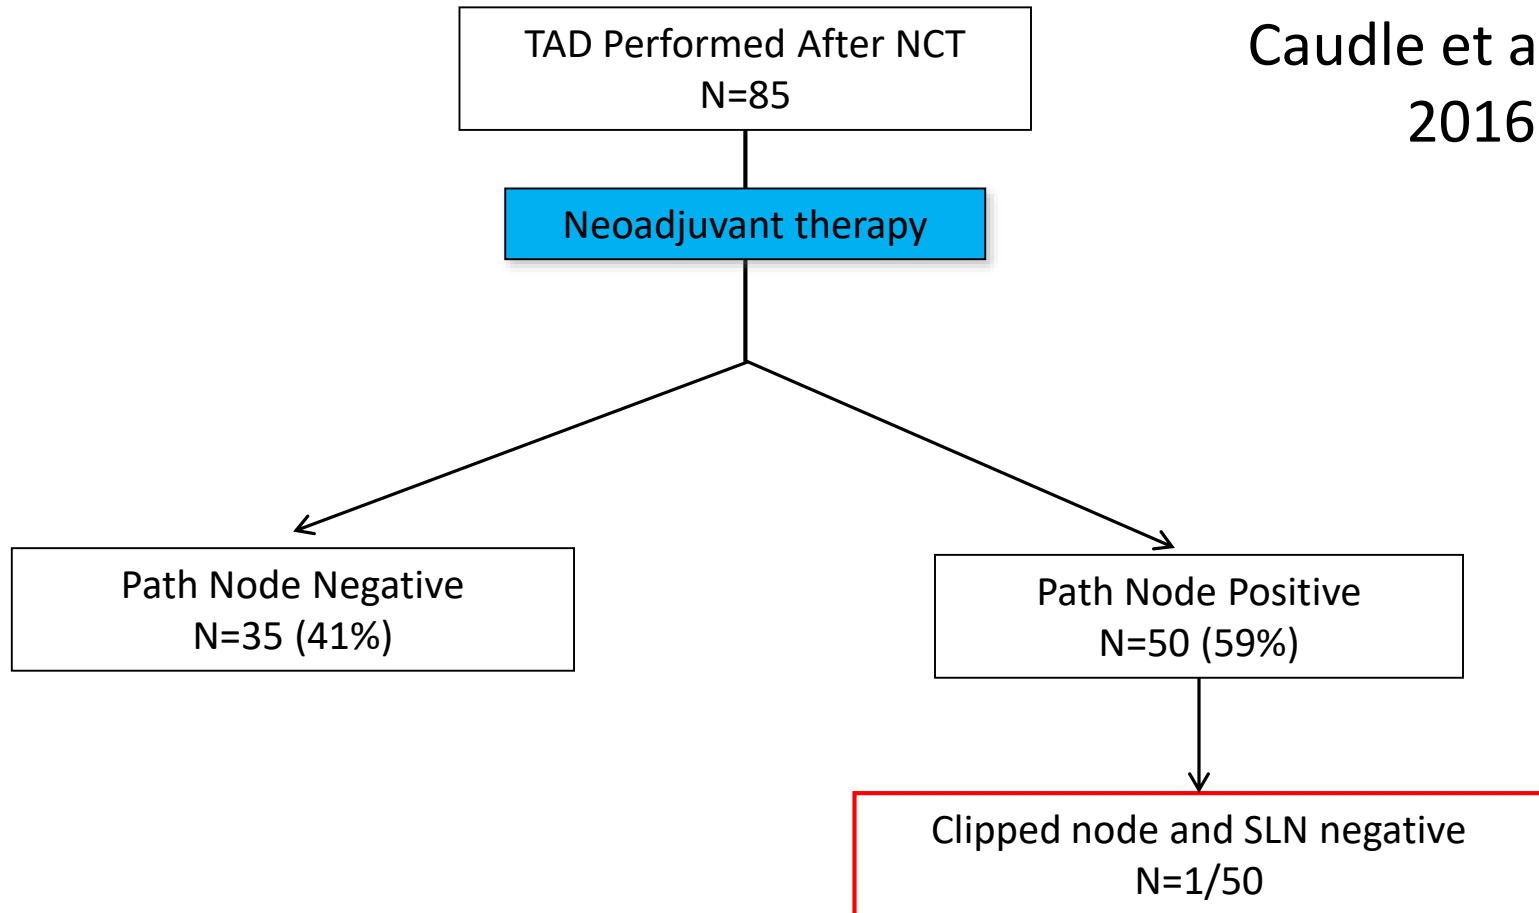 TAD Performed After NCT
N=85
Caudle et a
2016
Neoadjuvant therapy
Path Node Negative
N=35 (41%)
Path Node Positive
N=50 (59%)
Clipped node and SLN negative
N=1/50